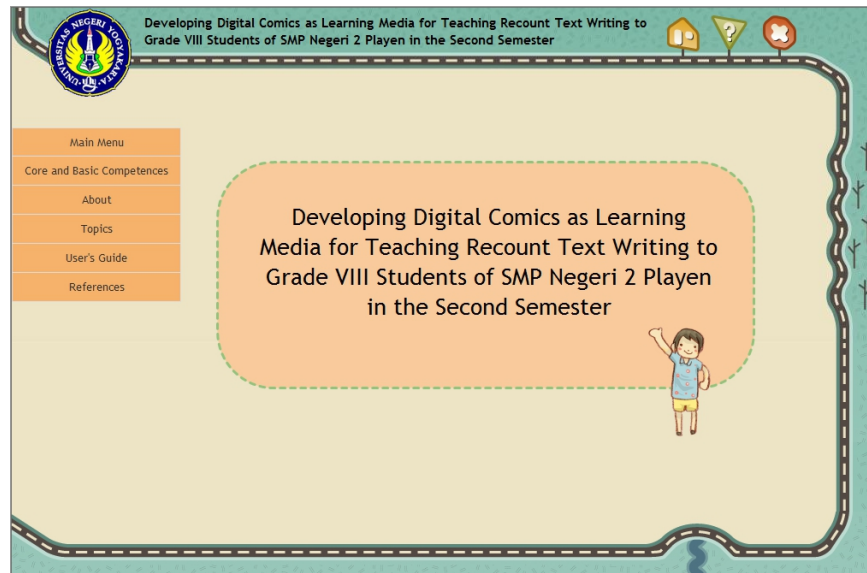 Developing Digital Comics as Learning Media for Teaching Recount Text Writing to
Grade VIII Students of SMP Negeri 2 Playen in the Second Semester
UNIVERSITAS NEGERI YOGYAKARTA
?
Main Menu
Core and Basic Competences
About
Topics
User's Guide
References
Developing Digital Comics as Learning
Media for Teaching Recount Text Writing to
Grade VIII Students of SMP Negeri 2 Playen
in the Second Semester